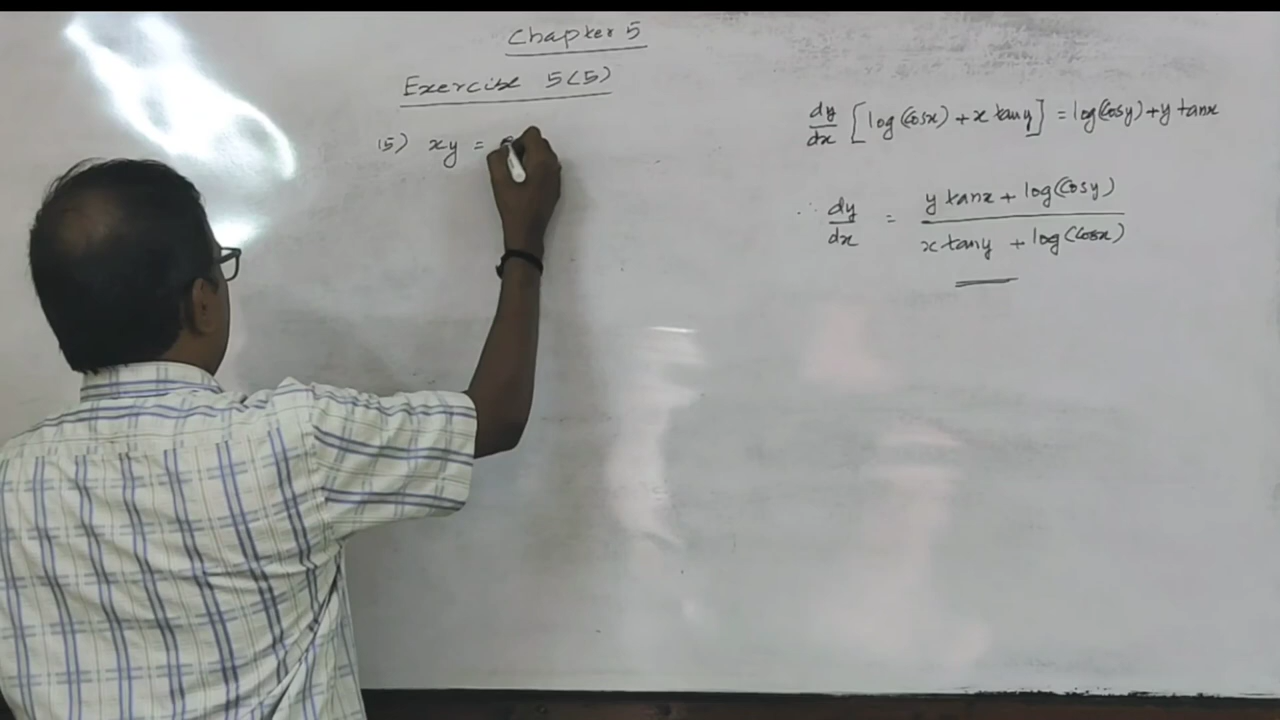 Chapter 5
Exercise 5(5)
15) xy =
dy/dx [log(Cosx) + x tany] = log(Cosy) + y tanx
∴ dy/dx = (y tanx + log(Cosy))/(x tany + log(Cosx))